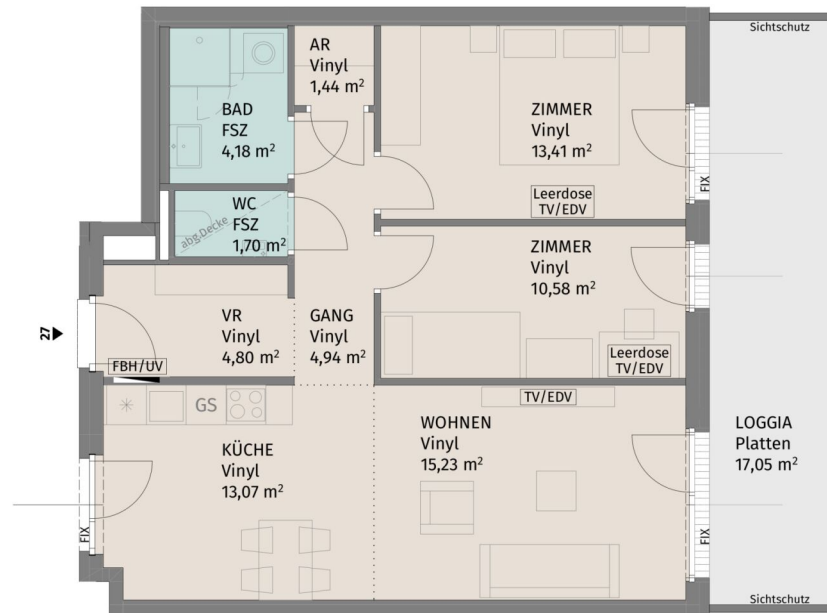 Sichtschutz
AR
Vinyl
1,44 m²
BAD
FSZ
4,18 m²
ZIMMER
Vinyl
13,41 m²
Leerdose
TV/EDV
FIX
WC
FSZ
1,70 m²
abg.Decke
ZIMMER
Vinyl
10,58 m²
Leerdose
TV/EDV
27
VR
Vinyl
4,80 m²
FBH/UV
GANG
Vinyl
4,94 m²
GS
KÜCHE
Vinyl
13,07 m²
FIX
TV/EDV
WOHNEN
Vinyl
15,23 m²
FIX
LOGGIA
Platten
17,05 m²
Sichtschutz